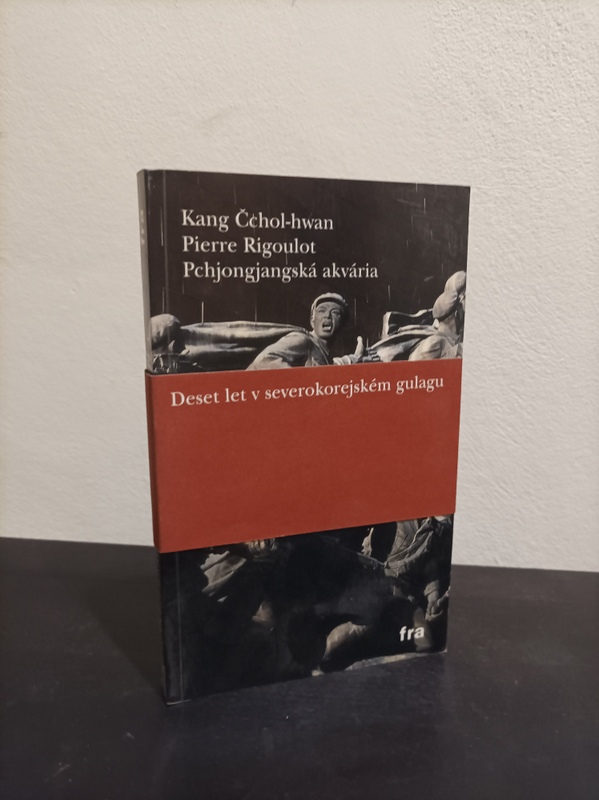 Kang Čchol-hwan
Pierre Rigoulot
Pchjongjangská akvária
Deset let v severokorejském gulagu
fra